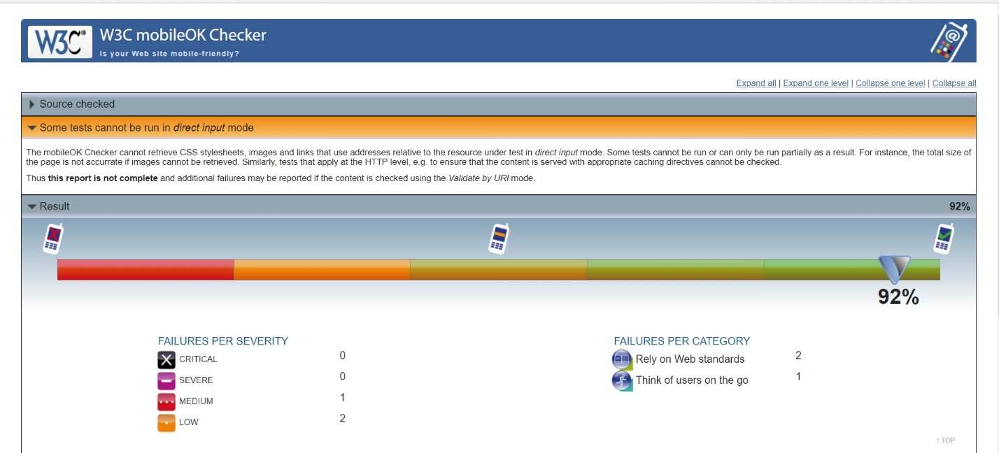 W3C® W3C mobileOK Checker
Is your Web site mobile-friendly?
Expand all | Expand one level | Collapse one level | Collapse all
Source checked
Some tests cannot be run in direct input mode
The mobileOK Checker cannot retrieve CSS stylesheets, images and links that use addresses relative to the resource under test in direct input mode. Some tests cannot be run or can only be run partially as a result. For instance, the total size of
the page is not accurrate if images cannot be retrieved. Similarly, tests that apply at the HTTP level, e.g. to ensure that the content is served with appropriate caching directives cannot be checked.
Thus this report is not complete and additional failures may be reported if the content is checked using the Validate by URI mode.
Result 92%
92%
FAILURES PER SEVERITY
CRITICAL 0
SEVERE 0
MEDIUM 1
LOW 2
FAILURES PER CATEGORY
Rely on Web standards 2
Think of users on the go 1
↑ TOP